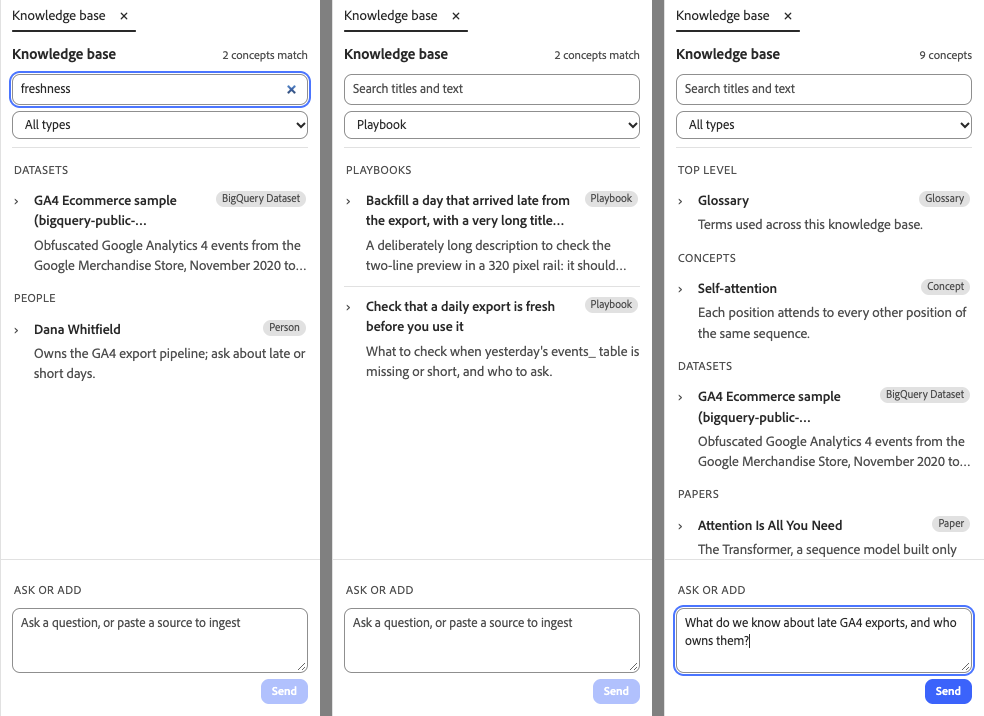 Knowledge base ×
Knowledge base 2 concepts match
freshness ×
All types
DATASETS
› GA4 Ecommerce sample BigQuery Dataset
(bigquery-public-...
Obfuscated Google Analytics 4 events from the
Google Merchandise Store, November 2020 to...
PEOPLE
› Dana Whitfield Person
Owns the GA4 export pipeline; ask about late or
short days.
ASK OR ADD
Ask a question, or paste a source to ingest
Send
Knowledge base ×
Knowledge base 2 concepts match
Search titles and text
Playbook
PLAYBOOKS
› Backfill a day that arrived late from Playbook
the export, with a very long title...
A deliberately long description to check the
two-line preview in a 320 pixel rail: it should...
› Check that a daily export is fresh Playbook
before you use it
What to check when yesterday's events_ table is
missing or short, and who to ask.
ASK OR ADD
Ask a question, or paste a source to ingest
Send
Knowledge base ×
Knowledge base 9 concepts
Search titles and text
All types
TOP LEVEL
› Glossary Glossary
Terms used across this knowledge base.
CONCEPTS
› Self-attention Concept
Each position attends to every other position of
the same sequence.
DATASETS
› GA4 Ecommerce sample BigQuery Dataset
(bigquery-public-...
Obfuscated Google Analytics 4 events from the
Google Merchandise Store, November 2020 to...
PAPERS
› Attention Is All You Need Paper
The Transformer, a sequence model built only
ASK OR ADD
What do we know about late GA4 exports, and who
owns them?
Send